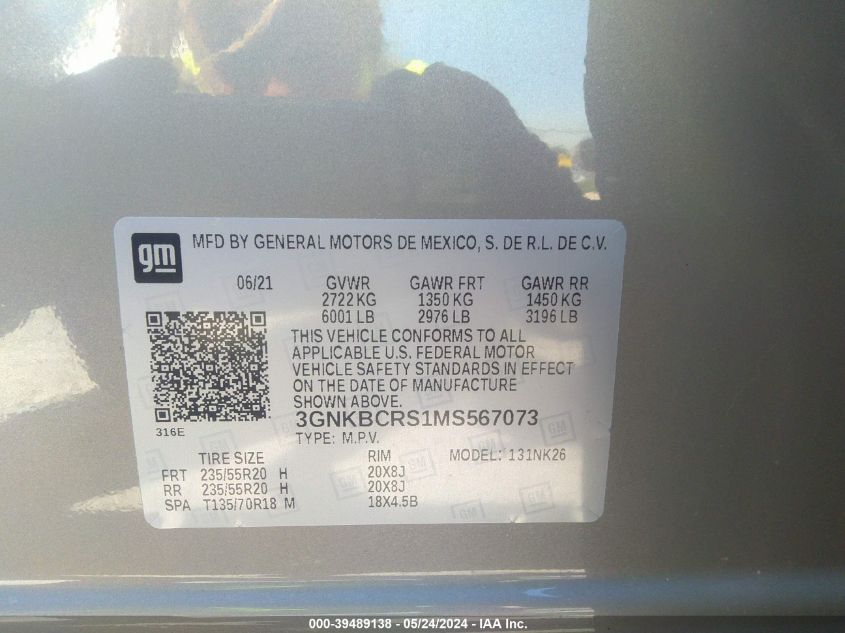 gm MFD BY GENERAL MOTORS DE MEXICO, S. DE R.L. DE C.V.
06/21 GVWR GAWR FRT GAWR RR
2722 KG 1350 KG 1450 KG
6001 LB 2976 LB 3196 LB
THIS VEHICLE CONFORMS TO ALL
APPLICABLE U.S. FEDERAL MOTOR
VEHICLE SAFETY STANDARDS IN EFFECT
ON THE DATE OF MANUFACTURE
SHOWN ABOVE.
316E
3GNKBCRS1MS567073
TYPE: M.P.V.
TIRE SIZE RIM MODEL: 131NK26
FRT 235/55R20 H 20X8J
RR 235/55R20 H 20X8J
SPA T135/70R18 M 18X4.5B
000-39489138 - 05/24/2024 - IAA Inc.